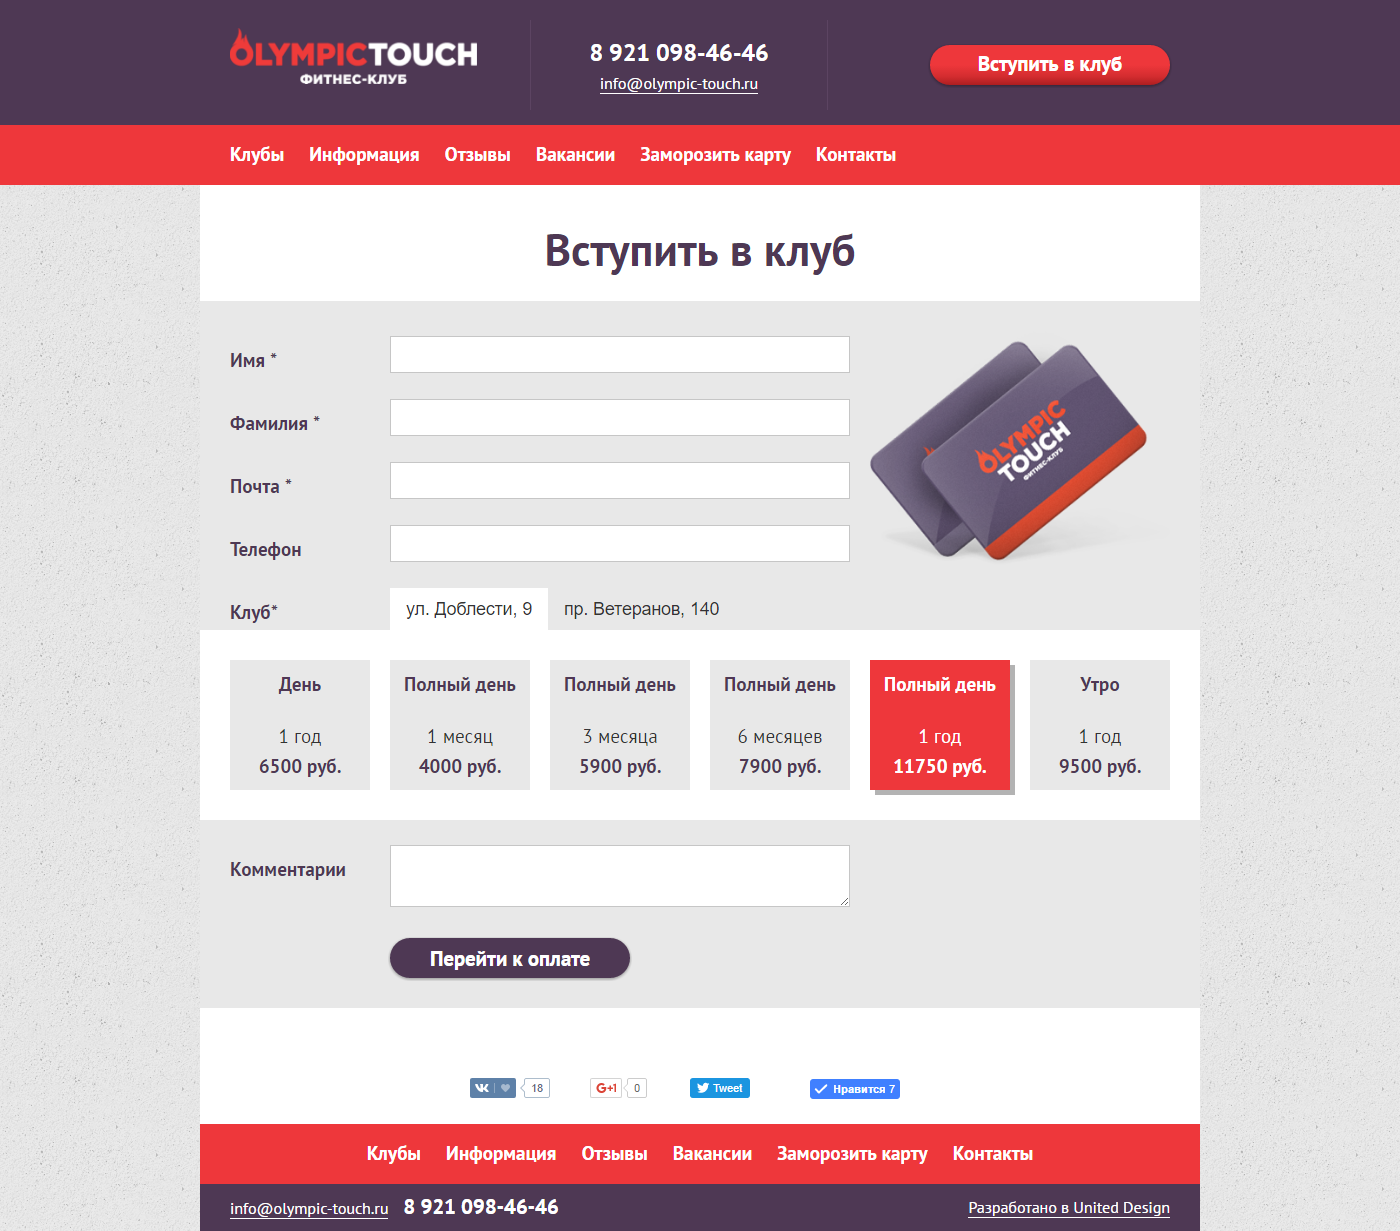 OLYMPICTOUCH
ФИТНЕС-КЛУБ
8 921 098-46-46
info@olympic-touch.ru
Вступить в клуб
Клубы Информация Отзывы Вакансии Заморозить карту Контакты
Вступить в клуб
Имя *
Фамилия *
Почта *
Телефон
Клуб* ул. Доблести, 9 пр. Ветеранов, 140
OLYMPIC
TOUCH
ФИТНЕС-КЛУБ
День Полный день Полный день Полный день Полный день Утро
1 год 1 месяц 3 месяца 6 месяцев 1 год 1 год
6500 руб. 4000 руб. 5900 руб. 7900 руб. 11750 руб. 9500 руб.
Комментарии
Перейти к оплате
18 G+1 0 Tweet Нравится 7
Клубы Информация Отзывы Вакансии Заморозить карту Контакты
info@olympic-touch.ru 8 921 098-46-46 Разработано в United Design